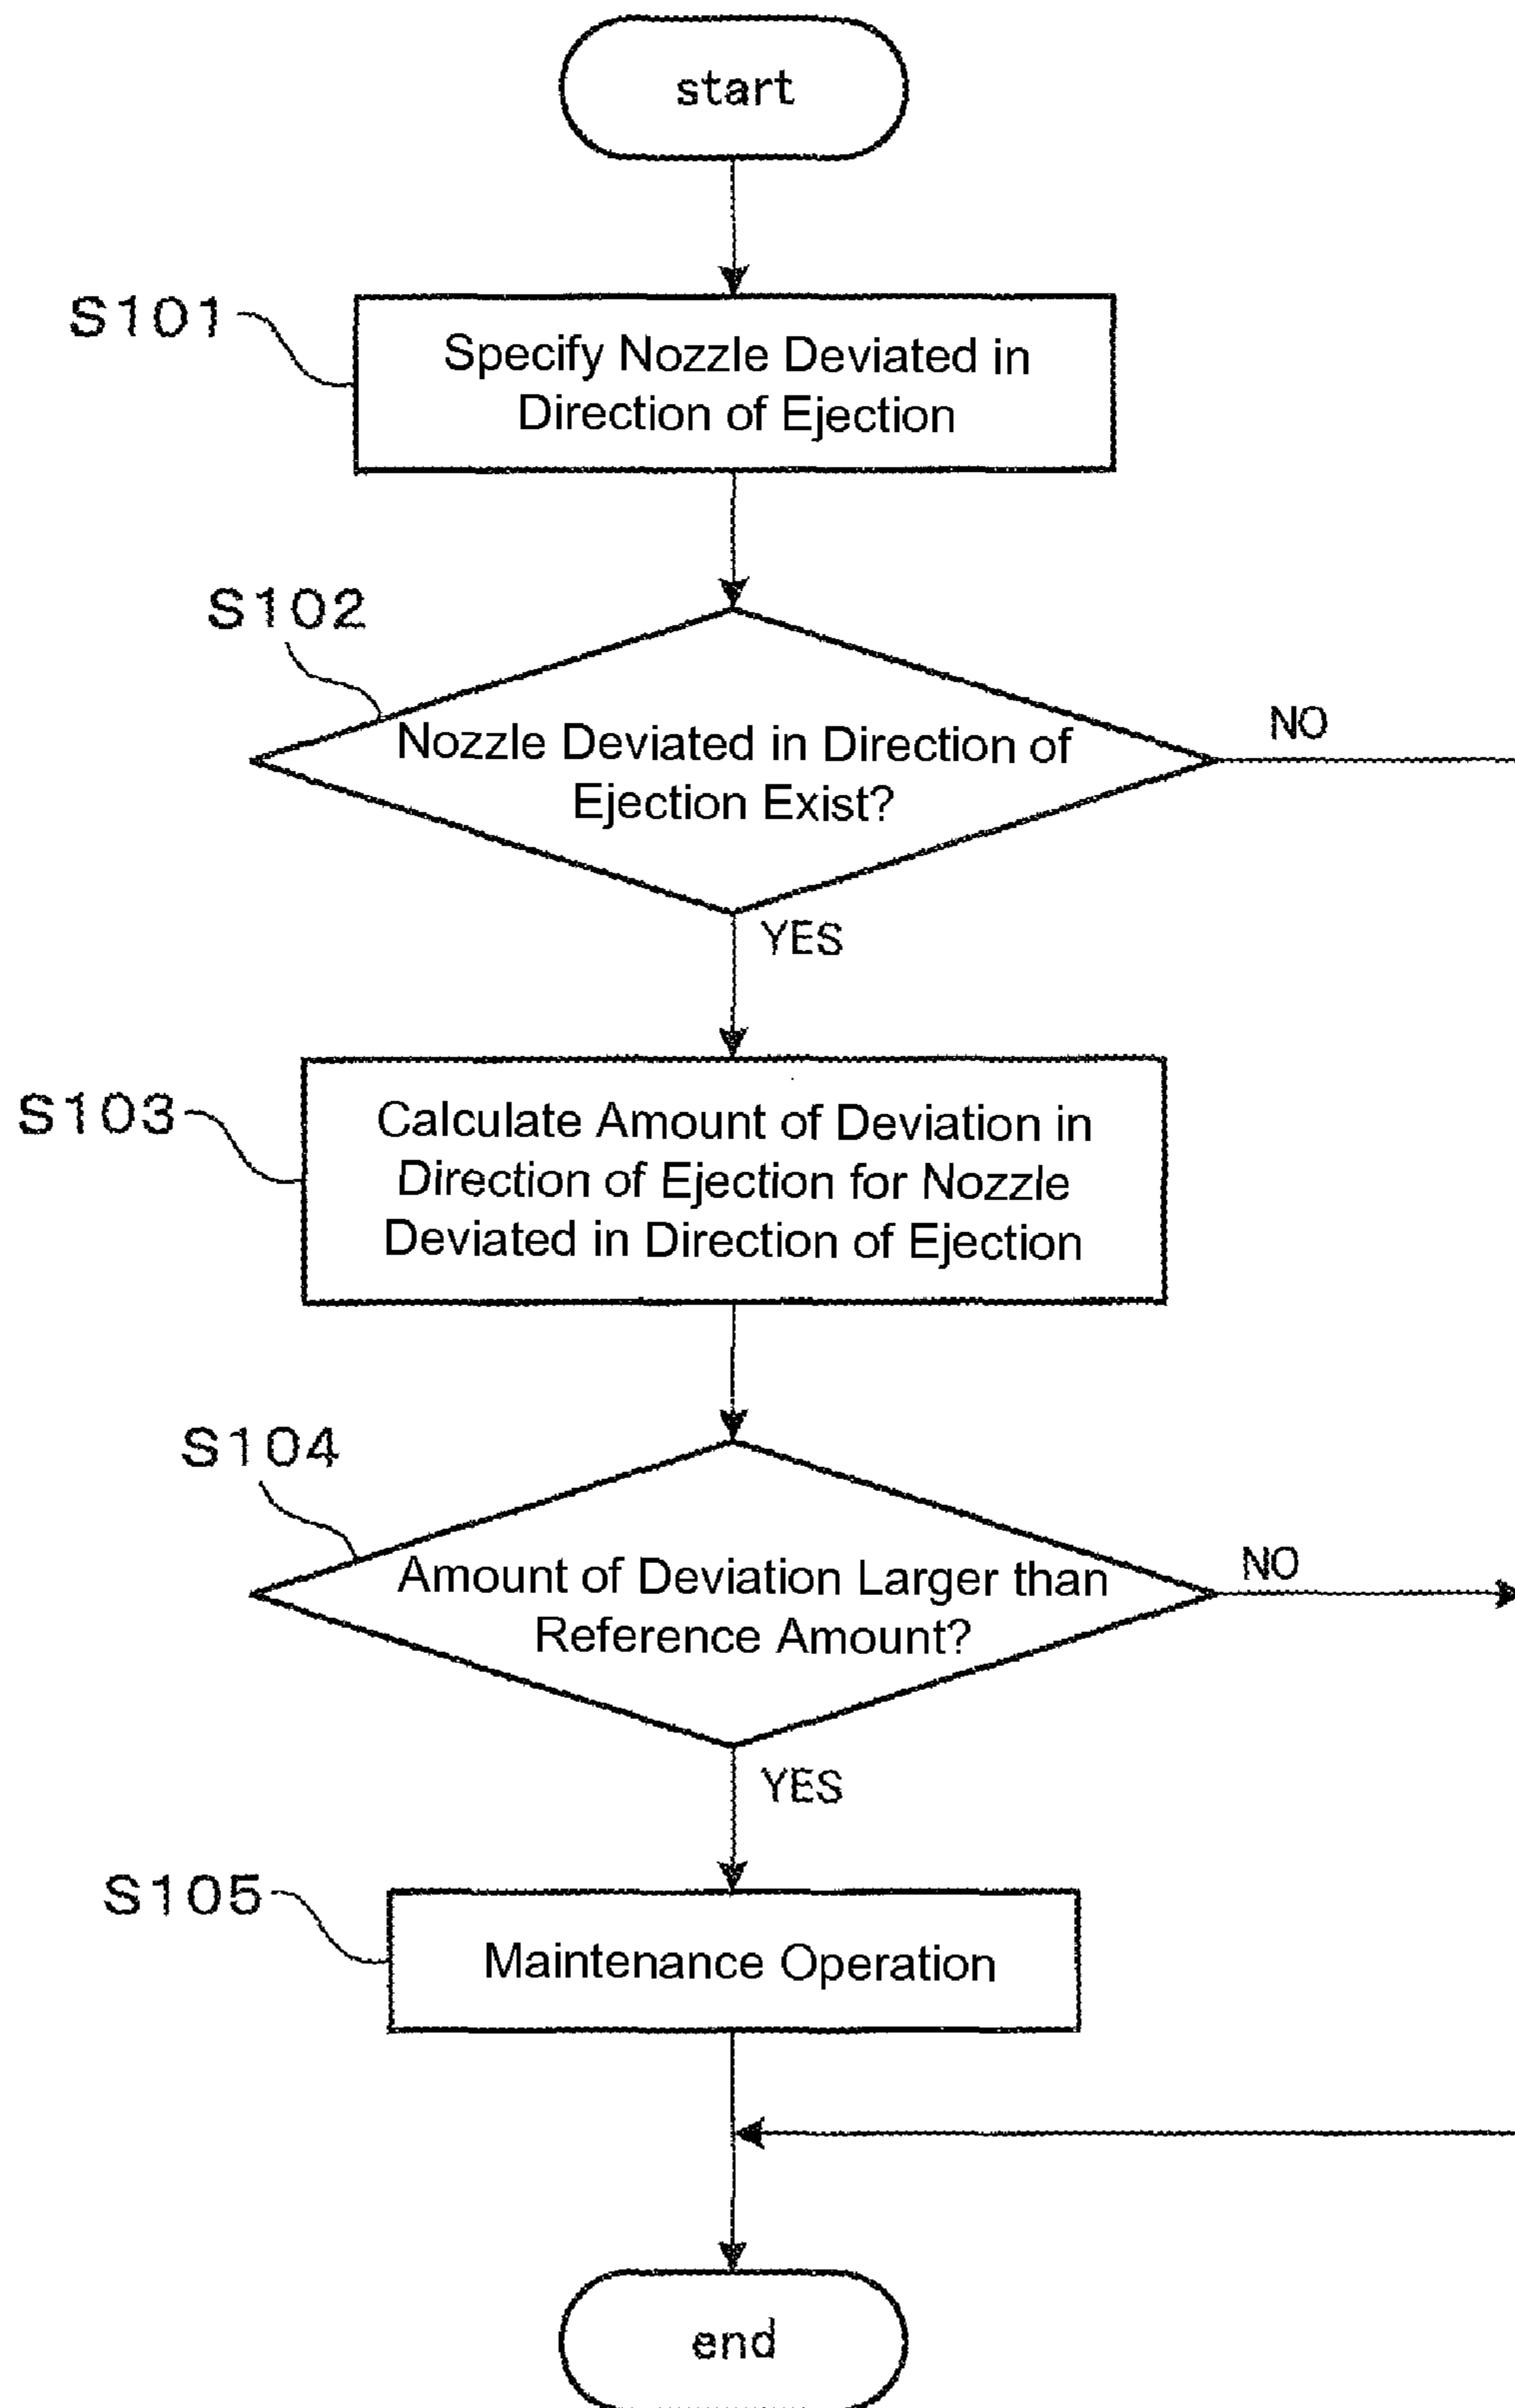 start
S101
Specify Nozzle Deviated in
Direction of Ejection
S102
Nozzle Deviated in Direction of
Ejection Exist?
NO
YES
S103
Calculate Amount of Deviation in
Direction of Ejection for Nozzle
Deviated in Direction of Ejection
S104
Amount of Deviation Larger than
Reference Amount?
NO
YES
S105
Maintenance Operation
end